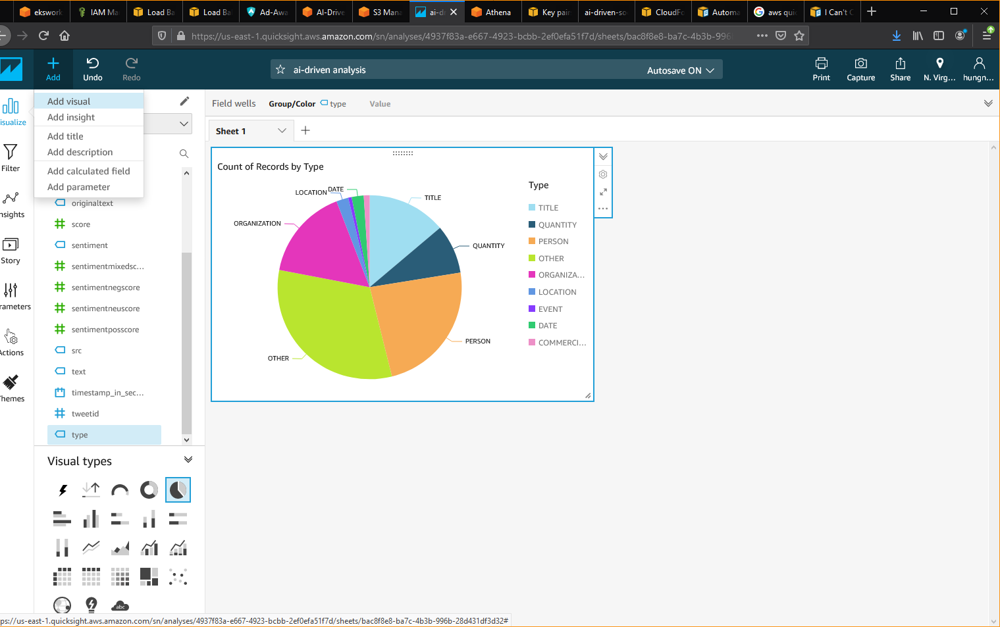 ekswork
IAM Ma
Load Ba
Load Bal
Ad-Awa
AI-Drive
S3 Mana
ai-dr
Athena
Key pair
ai-driven-so
CloudFo
Automa
aws quic
I Can't C
https://us-east-1.quicksight.aws.amazon.com/sn/analyses/4937f83a-e667-4923-bcbb-2ef0efa51f7d/sheets/bac8f8e8-ba7c-4b3b-996b
Add
Undo
Redo
ai-driven analysis
Autosave ON
Print
Capture
Share
N. Virg...
hungn...
isualize
Filter
nsights
Story
rameters
Actions
Themes
Add visual
Add insight
Add title
Add description
Add calculated field
Add parameter
originaltext
score
sentiment
sentimentmixedsc...
sentimentnegscore
sentimentneuscore
sentimentposscore
src
text
timestamp_in_sec...
tweetid
type
Visual types
abc
Field wells Group/Color type Value
Sheet 1
Count of Records by Type
LOCATION
DATE
TITLE
ORGANIZATION
QUANTITY
PERSON
OTHER
Type
TITLE
QUANTITY
PERSON
OTHER
ORGANIZA...
LOCATION
EVENT
DATE
COMMERCI...
ps://us-east-1.quicksight.aws.amazon.com/sn/analyses/4937f83a-e667-4923-bcbb-2ef0efa51f7d/sheets/bac8f8e8-ba7c-4b3b-996b-28d431df3d32#